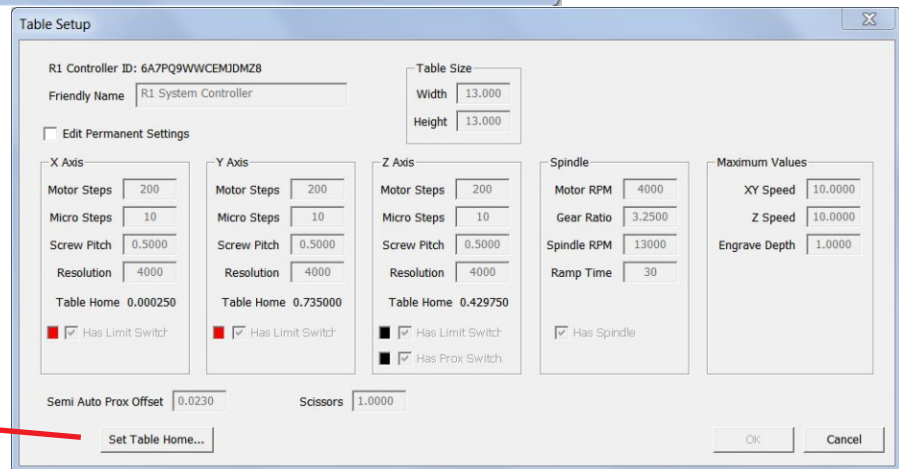 Table Setup
R1 Controller ID: 6A7PQ9WWCEMJDMZ8
Friendly Name R1 System Controller
Edit Permanent Settings
Table Size
Width 13.000
Height 13.000
X Axis
Motor Steps 200
Micro Steps 10
Screw Pitch 0.5000
Resolution 4000
Table Home 0.000250
Has Limit Switch
Y Axis
Motor Steps 200
Micro Steps 10
Screw Pitch 0.5000
Resolution 4000
Table Home 0.735000
Has Limit Switch
Z Axis
Motor Steps 200
Micro Steps 10
Screw Pitch 0.5000
Resolution 4000
Table Home 0.429750
Has Limit Switch
Has Prox Switch
Spindle
Motor RPM 4000
Gear Ratio 3.2500
Spindle RPM 13000
Ramp Time 30
Has Spindle
Maximum Values
XY Speed 10.0000
Z Speed 10.0000
Engrave Depth 1.0000
Semi Auto Prox Offset 0.0230
Scissors 1.0000
Set Table Home...
OK
Cancel